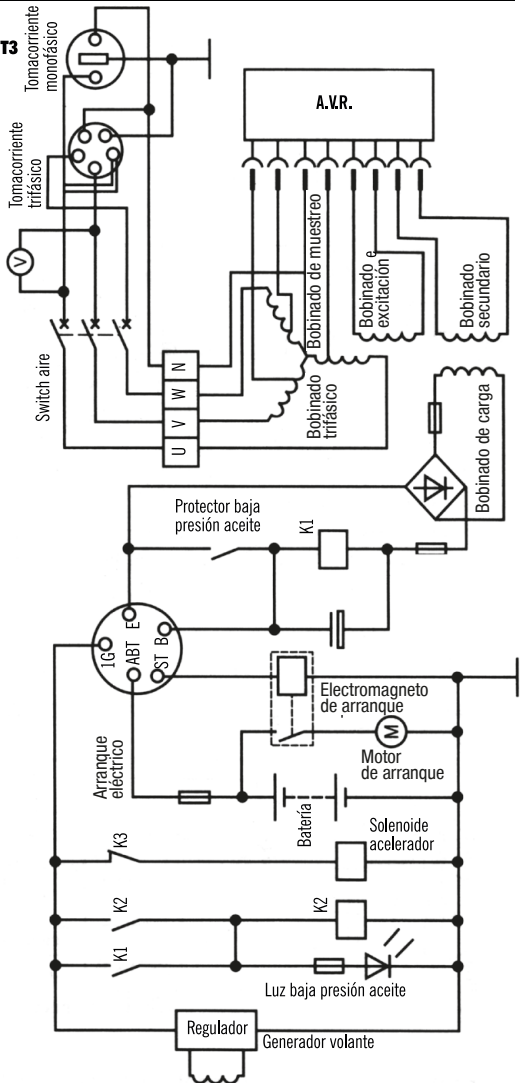 T3
Tomacorriente
monofásico
Tomacorriente
trifásico
V
Switch aire
A.V.R.
Bobinado de muestreo
Bobinado e
excitación
Bobinado
secundario
Bobinado
trifásico
U
V
W
N
Bobinado de carga
Protector baja
presión aceite
K1
1G
ABT
E
ST
B
Electromagneto
de arranque
Arranque
eléctrico
M
Motor
de arranque
Batería
K3
Solenoide
acelerador
K2
K2
K1
Luz baja presión aceite
Regulador
Generador volante